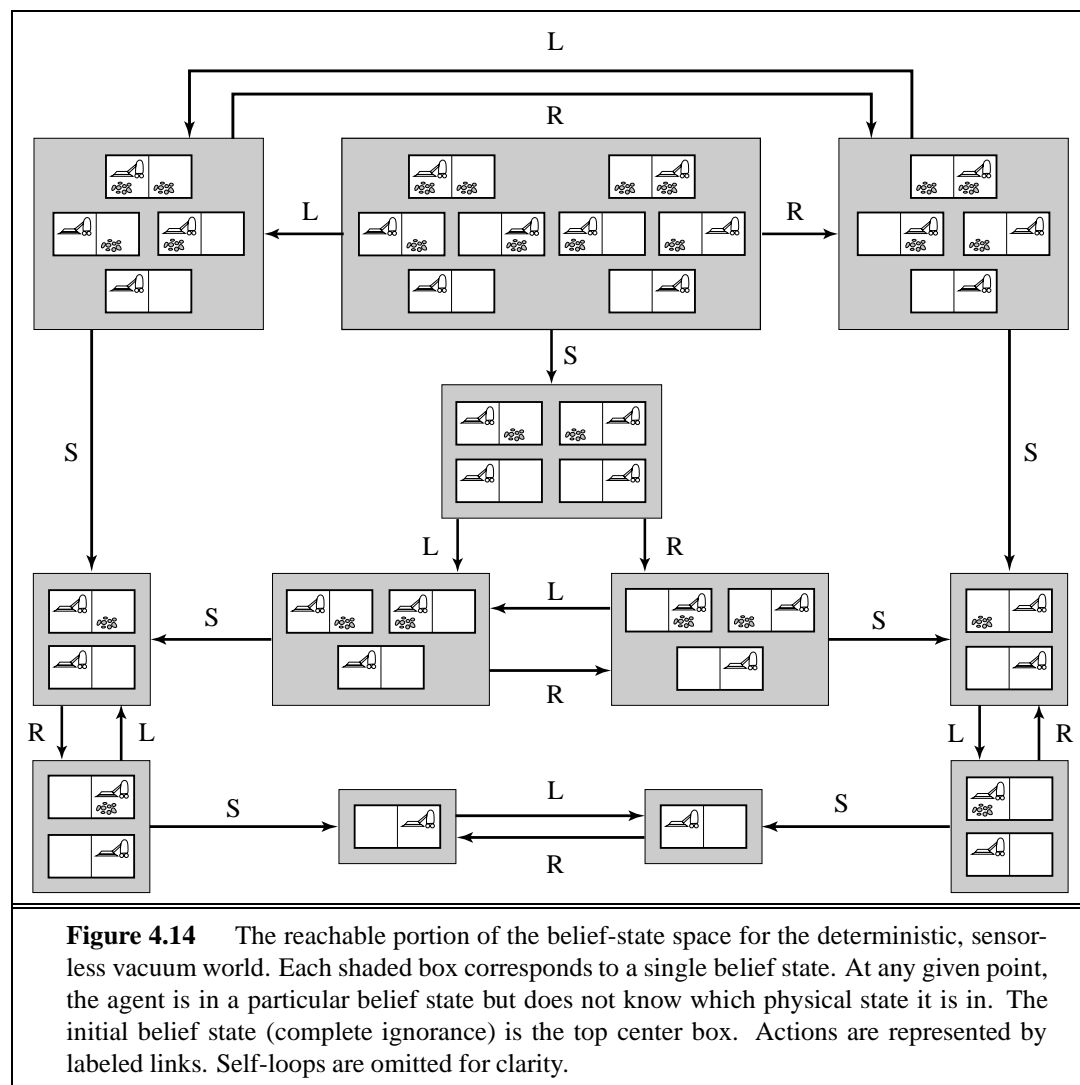 L
R
L
R
S
S
S
L
R
L
S
S
R
R
L
L
R
S
L
S
R
Figure 4.14 The reachable portion of the belief-state space for the deterministic, sensor-
less vacuum world. Each shaded box corresponds to a single belief state. At any given point,
the agent is in a particular belief state but does not know which physical state it is in. The
initial belief state (complete ignorance) is the top center box. Actions are represented by
labeled links. Self-loops are omitted for clarity.